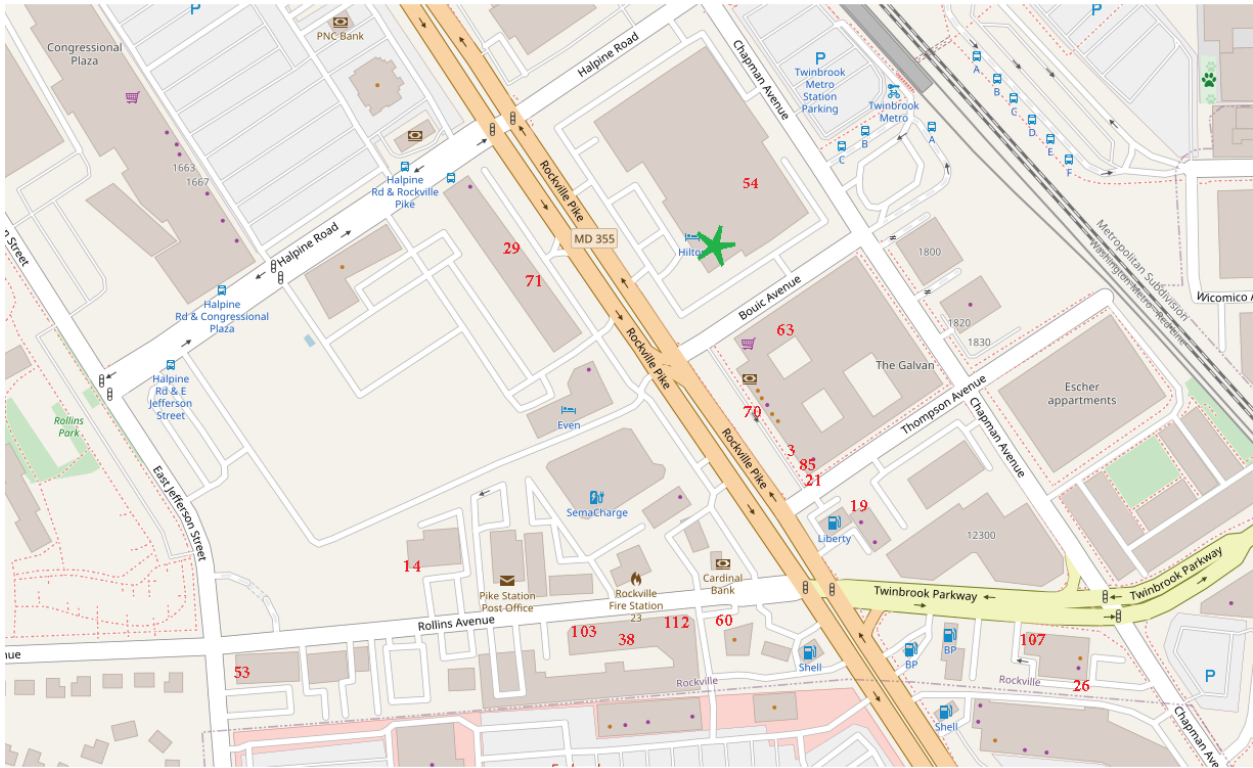 P
P
PNC Bank
Congressional
Plaza
Halpine Road
Chapman Avenue
P
Twinbrook
Metro
Station
Parking
Twinbrook
Metro
A
B
C
D
E
F
A
B
C
1663
1667
Halpine
Rd & Rockville
Pike
Rockville Pike
54
MD 355
Hilton
29
71
Halpine Road
Halpine
Rd & Congressional
Plaza
1800
Metropolitan Subdivision
Washington Metro - Red Line
Wicomico A
Bouic Avenue
63
1820
1830
The Galvan
Rockville Pike
Halpine
Rd & E
Jefferson
Street
Rollins
Park
n Street
Even
70
Thompson Avenue
Escher
appartments
Chapman Avenue
3
85
21
Rockville Pike
East Jefferson Street
SemaCharge
19
Liberty
12300
14
Pike Station
Post Office
Rockville
Fire Station
23
Cardinal
Bank
Twinbrook Parkway
Twinbrook Parkway
Rollins Avenue
nue
103
38
112
60
107
53
Shell
BP
BP
26
Rockville
Rockville
P
Shell
Chapman Ave